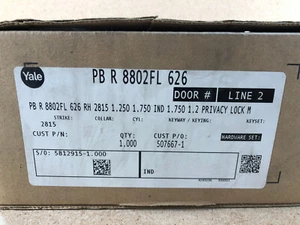 Yale
PB R 8802FL 626
DOOR # LINE 2
PB R 8802FL 626 RH 2815 1.250 1.750 IND 1.750 1.2 PRIVACY LOCK M
STRIKE: COLLAR: CYL: KEYWAY / KEYING: KEYSET:
2815
CUST P/N: QTY: CUST P/O: HARDWARE SET:
1.000 507667-1
S/O: 5812915-1.000
IND